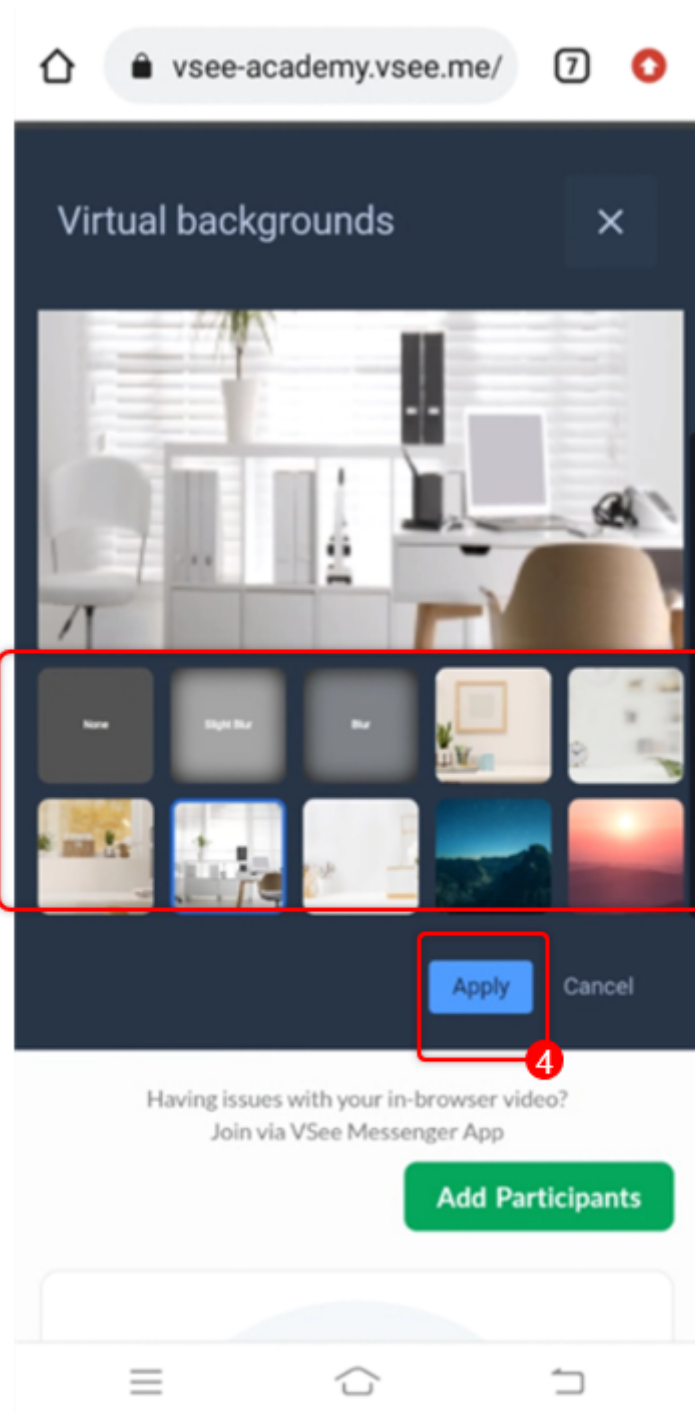 vsee-academy.vsee.me/
7
Virtual backgrounds
None
Slight Blur
Blur
Apply
Cancel
4
Having issues with your in-browser video?
Join via VSee Messenger App
Add Participants